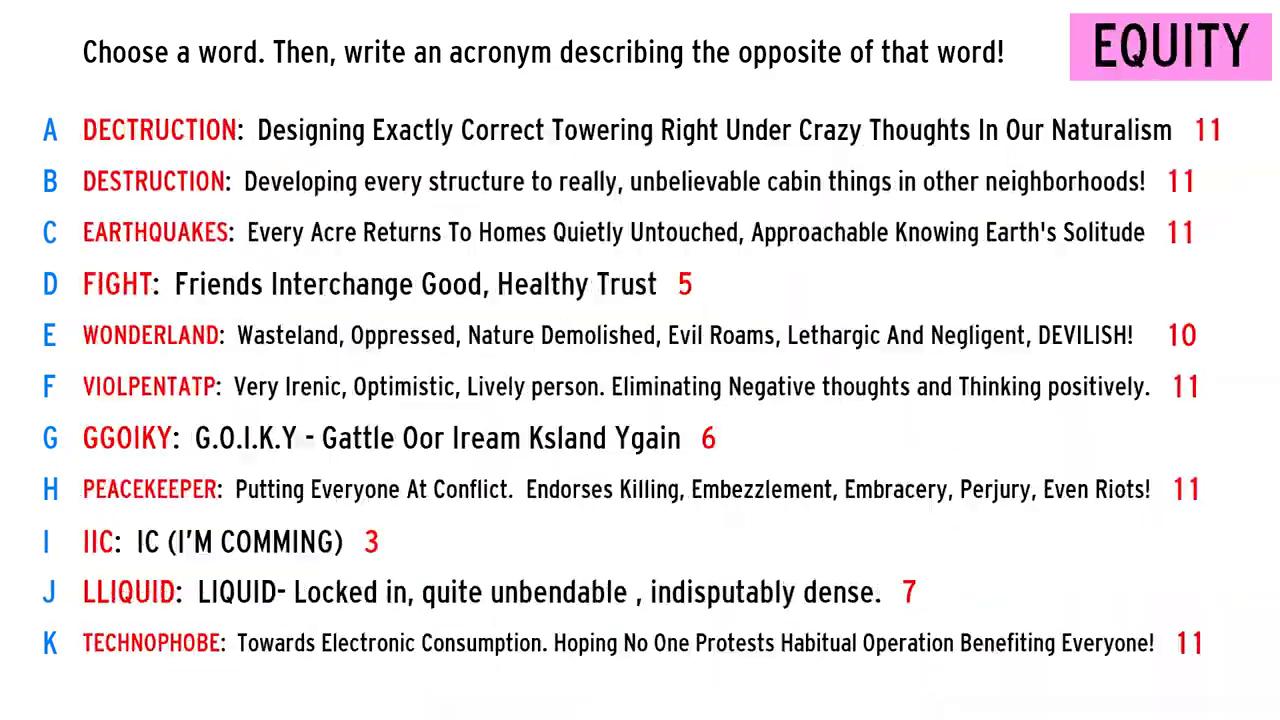 Choose a word. Then, write an acronym describing the opposite of that word!
EQUITY
A DECTRUCTION: Designing Exactly Correct Towering Right Under Crazy Thoughts In Our Naturalism 11
B DESTRUCTION: Developing every structure to really, unbelievable cabin things in other neighborhoods! 11
C EARTHQUAKES: Every Acre Returns To Homes Quietly Untouched, Approachable Knowing Earth's Solitude 11
D FIGHT: Friends Interchange Good, Healthy Trust 5
E WONDERLAND: Wasteland, Oppressed, Nature Demolished, Evil Roams, Lethargic And Negligent, DEVILISH! 10
F VIOLPENTATP: Very Irenic, Optimistic, Lively person. Eliminating Negative thoughts and Thinking positively. 11
G GGOIKY: G.O.I.K.Y - Gattle Oor Iream Ksland Ygain 6
H PEACEKEEPER: Putting Everyone At Conflict. Endorses Killing, Embezzlement, Embracery, Perjury, Even Riots! 11
I IIC: IC (I'M COMMING) 3
J LLIQUID: LIQUID- Locked in, quite unbendable , indisputably dense. 7
K TECHNOPHOBE: Towards Electronic Consumption. Hoping No One Protests Habitual Operation Benefiting Everyone! 11